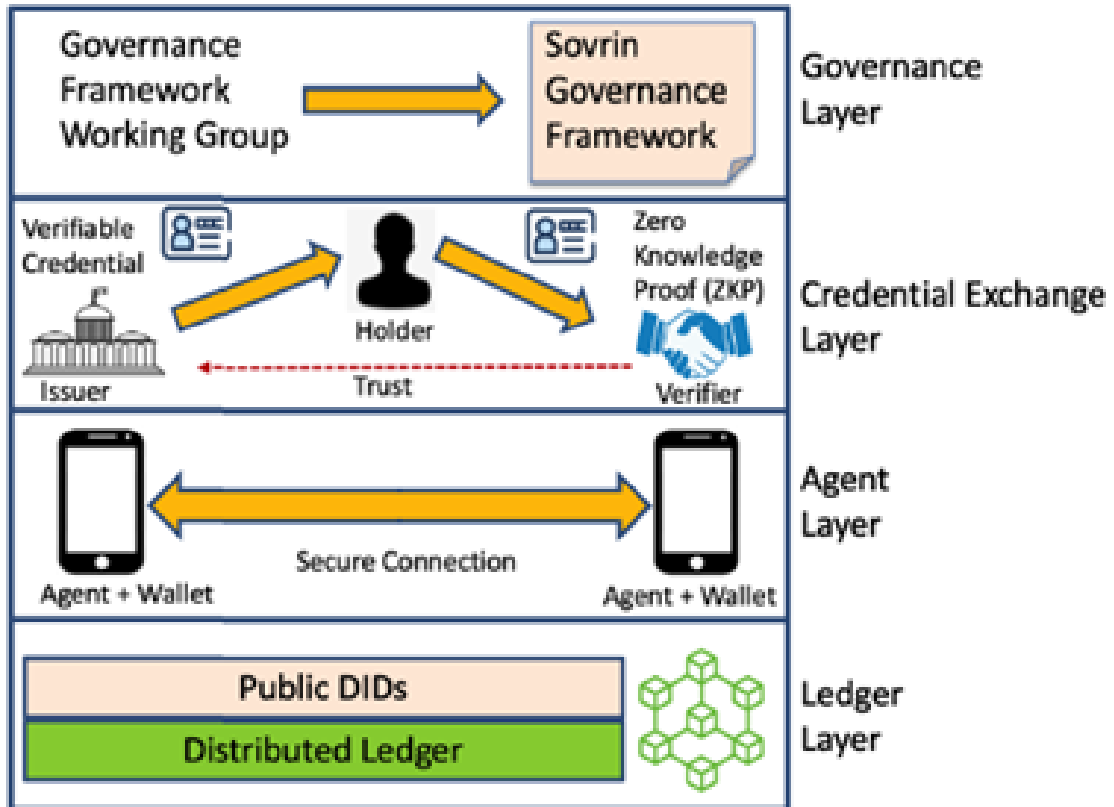 Governance
Framework
Working Group
Sovrin
Governance
Framework
Governance
Layer
Verifiable
Credential
Issuer
Holder
Trust
Zero
Knowledge
Proof (ZKP)
Verifier
Credential Exchange
Layer
Agent + Wallet
Secure Connection
Agent + Wallet
Agent
Layer
Public DIDs
Distributed Ledger
Ledger
Layer